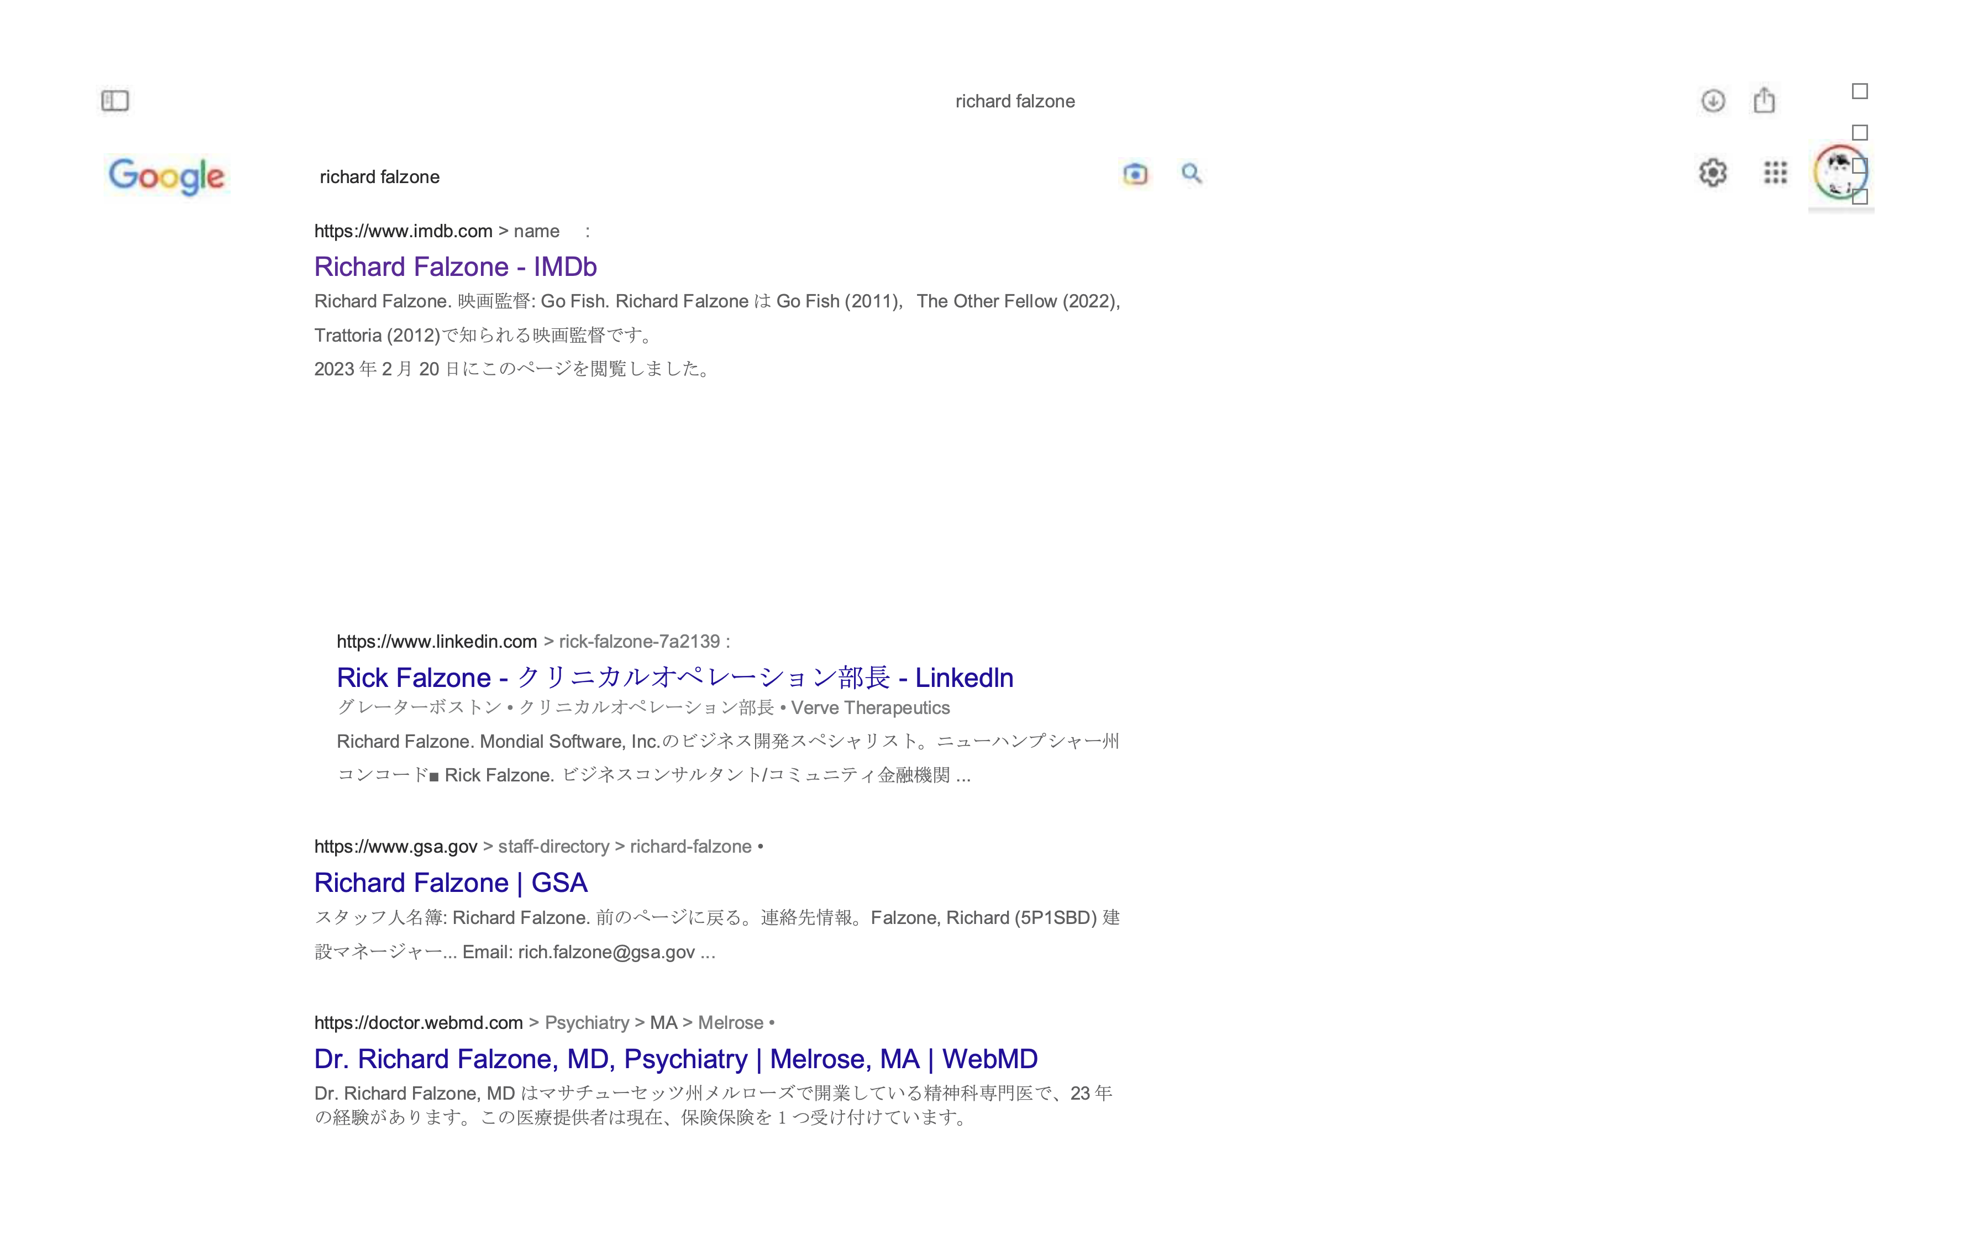 richard falzone
Google
richard falzone
https://www.imdb.com > name :
Richard Falzone - IMDb
Richard Falzone. 映画監督: Go Fish. Richard Falzone は Go Fish (2011), The Other Fellow (2022),
Trattoria (2012)で知られる映画監督です。
2023 年 2 月 20 日にこのページを閲覧しました。
https://www.linkedin.com > rick-falzone-7a2139 :
Rick Falzone - クリニカルオペレーション部長 - LinkedIn
グレーターボストン • クリニカルオペレーション部長 • Verve Therapeutics
Richard Falzone. Mondial Software, Inc.のビジネス開発スペシャリスト。ニューハンプシャー州
コンコード■ Rick Falzone. ビジネスコンサルタント/コミュニティ金融機関 ...
https://www.gsa.gov > staff-directory > richard-falzone •
Richard Falzone | GSA
スタッフ人名簿: Richard Falzone. 前のページに戻る。連絡先情報。Falzone, Richard (5P1SBD) 建
設マネージャー... Email: rich.falzone@gsa.gov ...
https://doctor.webmd.com > Psychiatry > MA > Melrose •
Dr. Richard Falzone, MD, Psychiatry | Melrose, MA | WebMD
Dr. Richard Falzone, MD はマサチューセッツ州メルローズで開業している精神科専門医で、23 年
の経験があります。この医療提供者は現在、保険保険を 1 つ受け付けています。